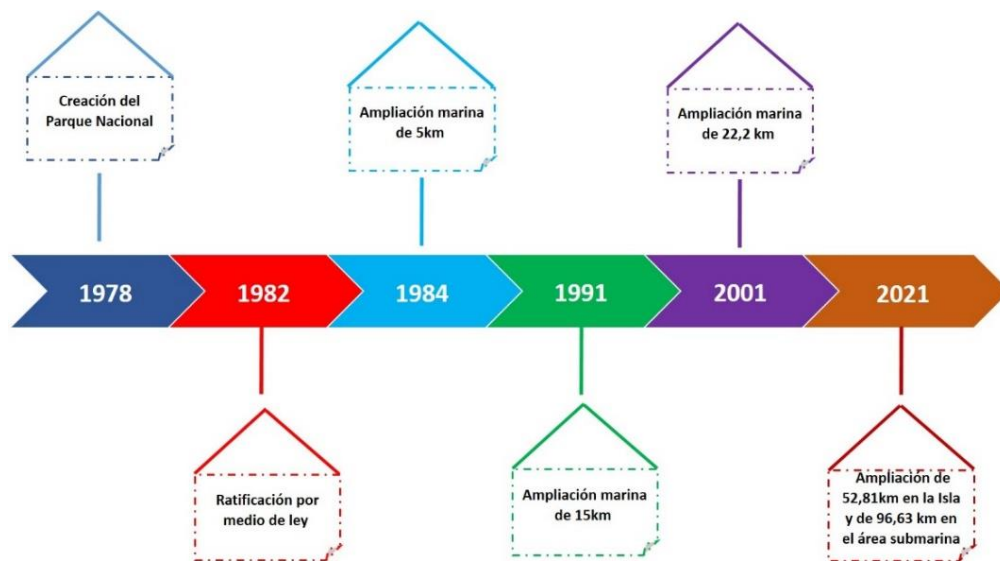 Creación del
Parque Nacional
Ampliación marina
de 5km
Ampliación marina
de 22,2 km
1978
1982
1984
1991
2001
2021
Ratificación por
medio de ley
Ampliación marina
de 15km
Ampliación de
52,81km en la Isla
y de 96,63 km en
el área submarina